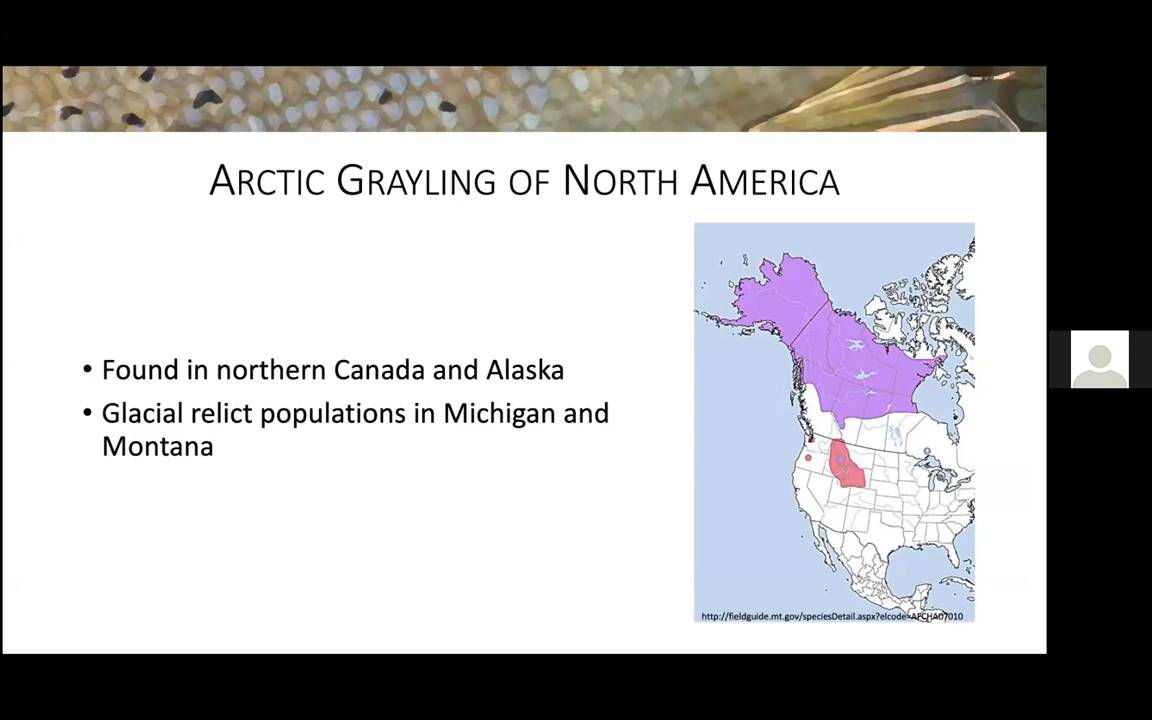 ARCTIC GRAYLING OF NORTH AMERICA
• Found in northern Canada and Alaska
• Glacial relict populations in Michigan and
Montana
http://fieldguide.mt.gov/speciesDetail.aspx?elcode=AFCHA07010